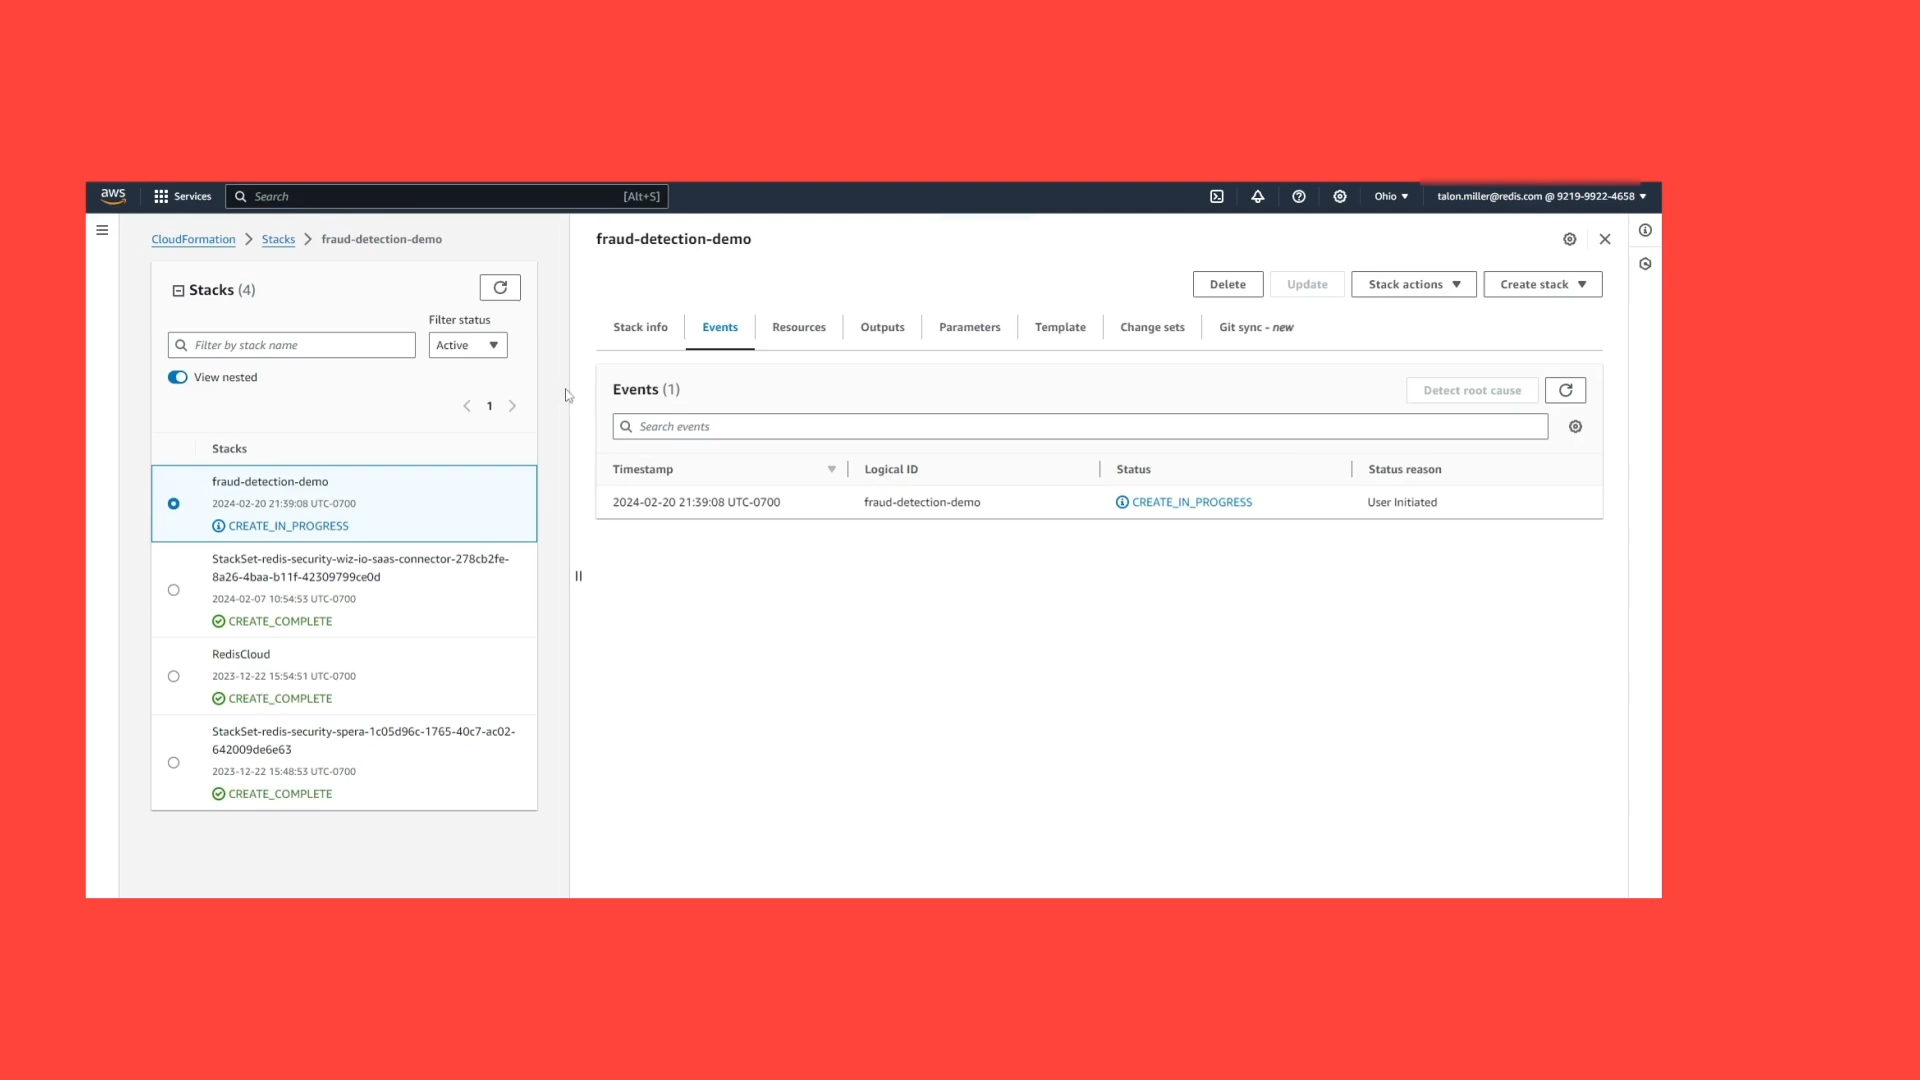 aws
Services
Search [Alt+S]
Ohio
talon.miller@redis.com @ 9219-9922-4658
CloudFormation Stacks fraud-detection-demo
Stacks (4)
Filter status
Filter by stack name
Active
View nested
1
Stacks
fraud-detection-demo
2024-02-20 21:39:08 UTC-0700
CREATE_IN_PROGRESS
StackSet-redis-security-wiz-io-saas-connector-278cb2fe-
8a26-4baa-b11f-42309799ce0d
2024-02-07 10:54:53 UTC-0700
CREATE_COMPLETE
RedisCloud
2023-12-22 15:54:51 UTC-0700
CREATE_COMPLETE
StackSet-redis-security-spera-1c05d96c-1765-40c7-ac02-
642009de6e63
2023-12-22 15:48:53 UTC-0700
CREATE_COMPLETE
fraud-detection-demo
Delete Update Stack actions Create stack
Stack info Events Resources Outputs Parameters Template Change sets Git sync - new
Events (1)
Detect root cause
Search events
Timestamp Logical ID Status Status reason
2024-02-20 21:39:08 UTC-0700 fraud-detection-demo CREATE_IN_PROGRESS User Initiated